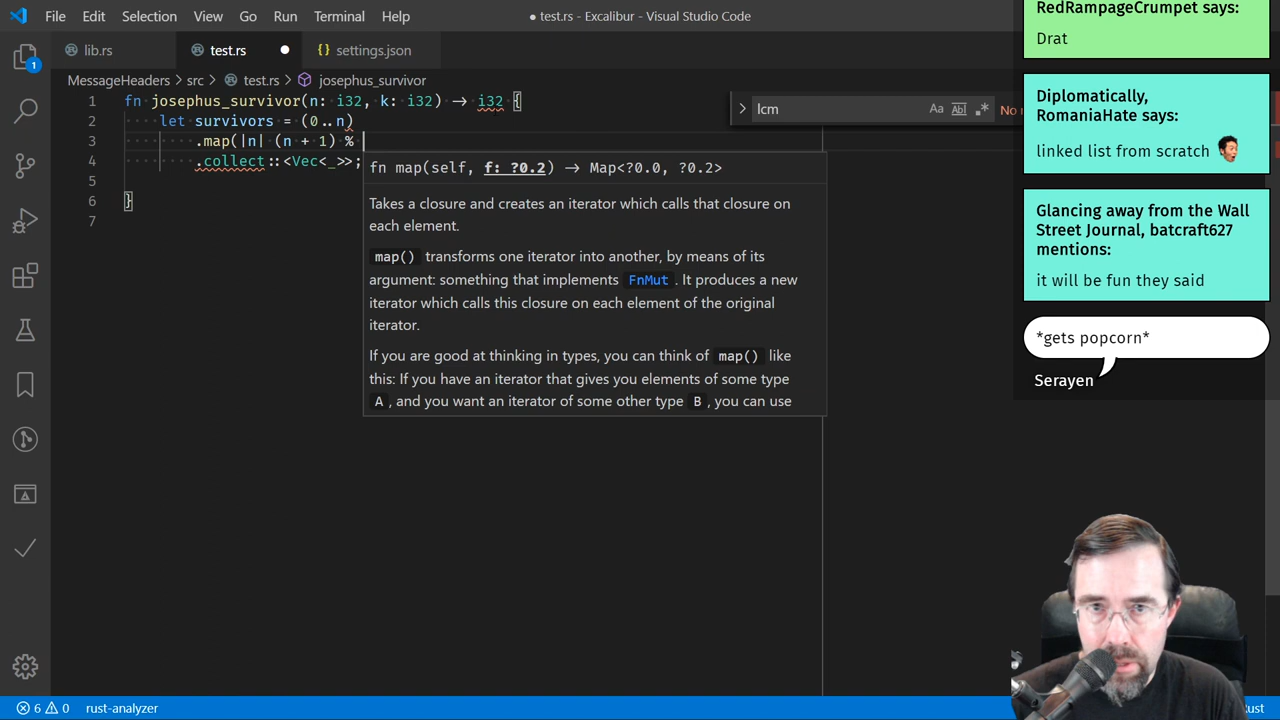 File Edit Selection View Go Run Terminal Help
● test.rs - Excalibur - Visual Studio Code
lib.rs
test.rs
{} settings.json
MessageHeaders > src > test.rs > josephus_survivor
1 fn josephus_survivor(n: i32, k: i32) -> i32 {
2 let survivors = (0..n)
3 .map(|n| (n + 1) %
4 .collect::<Vec<_>>;
5
6 }
7
lcm
Aa Abl .*
No
fn map(self, f: ?0.2) -> Map<?0.0, ?0.2>
Takes a closure and creates an iterator which calls that closure on
each element.
map() transforms one iterator into another, by means of its
argument: something that implements FnMut . It produces a new
iterator which calls this closure on each element of the original
iterator.
If you are good at thinking in types, you can think of map() like
this: If you have an iterator that gives you elements of some type
A , and you want an iterator of some other type B , you can use
RedRampageCrumpet says:
Drat
Diplomatically,
RomaniaHate says:
linked list from scratch
Glancing away from the Wall
Street Journal, batcraft627
mentions:
it will be fun they said
*gets popcorn*
Serayen
1
6 0 rust-analyzer
Rust